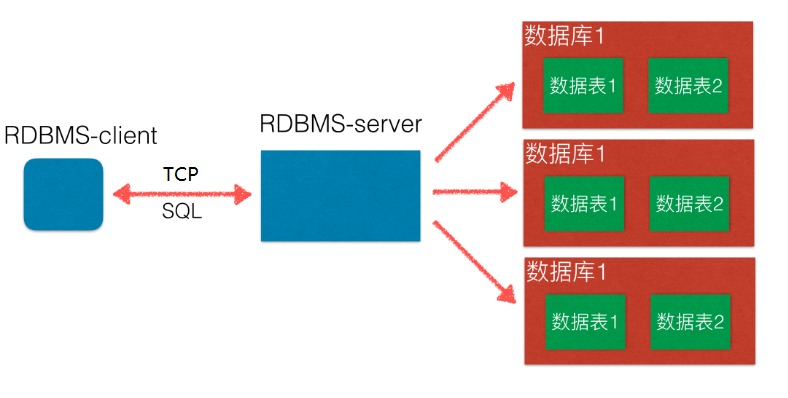 RDBMS-client
TCP
SQL
RDBMS-server
数据库1
数据表1 数据表2
数据库1
数据表1 数据表2
数据库1
数据表1 数据表2